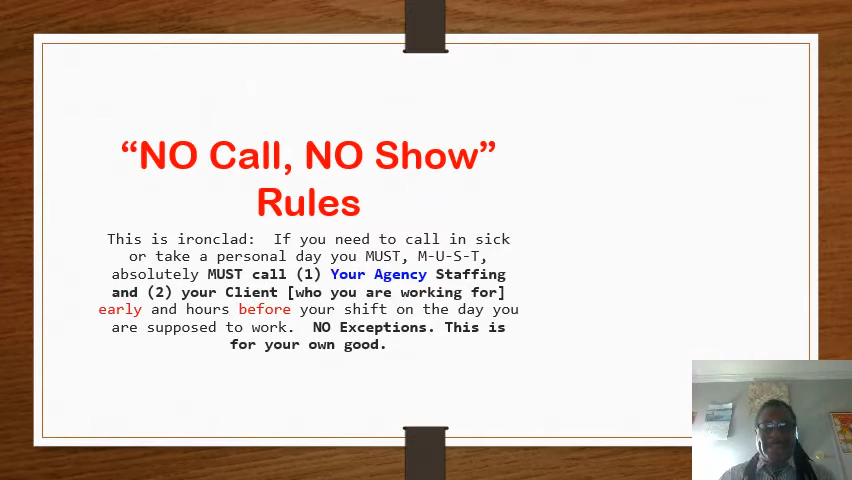 “NO Call, NO Show”
Rules
This is ironclad:  If you need to call in sick
or take a personal day you MUST, M-U-S-T,
absolutely MUST call (1) Your Agency Staffing
and (2) your Client [who you are working for]
early and hours before your shift on the day you
are supposed to work.  NO Exceptions. This is
for your own good.